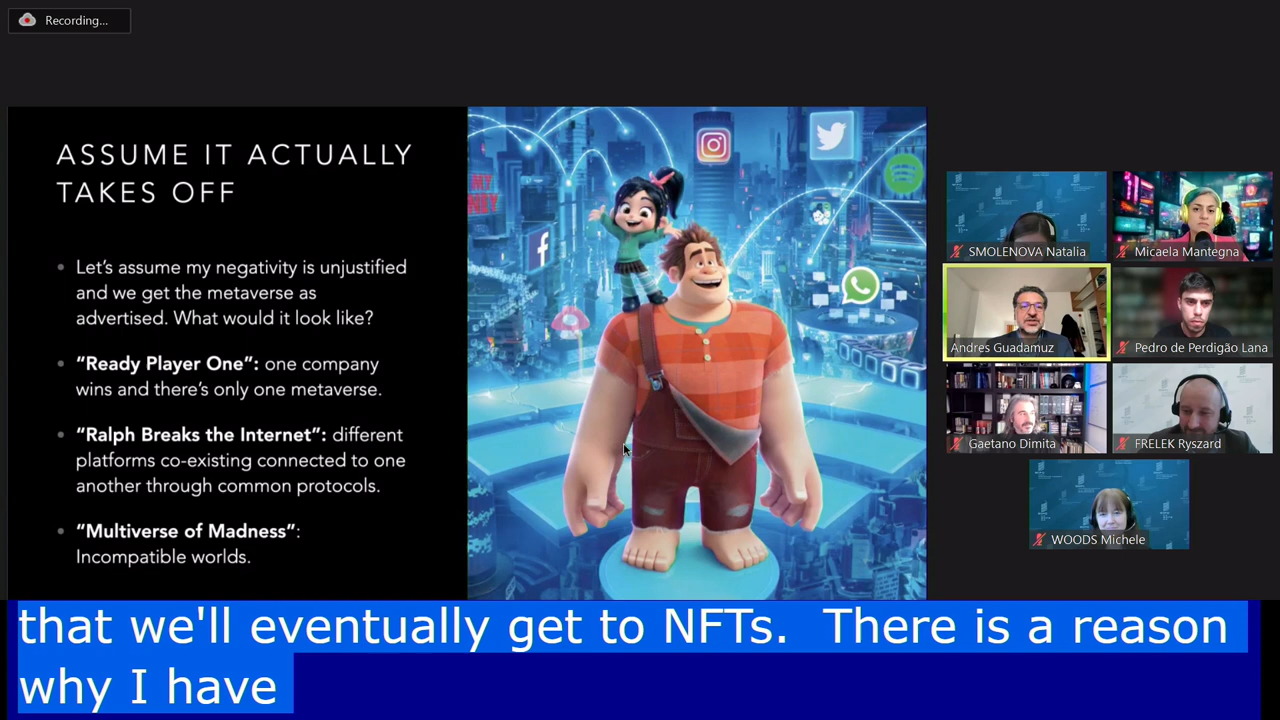 Recording...
ASSUME IT ACTUALLY
TAKES OFF
Let's assume my negativity is unjustified
and we get the metaverse as
advertised. What would it look like?
“Ready Player One”: one company
wins and there's only one metaverse.
“Ralph Breaks the Internet”: different
platforms co-existing connected to one
another through common protocols.
“Multiverse of Madness”:
Incompatible worlds.
SMOLENOVA Natalia
Micaela Mantegna
Andres Guadamuz
Pedro de Perdigão Lana
Gaetano Dimita
FRELEK Ryszard
WOODS Michele
that we'll eventually get to NFTs. There is a reason
why I have